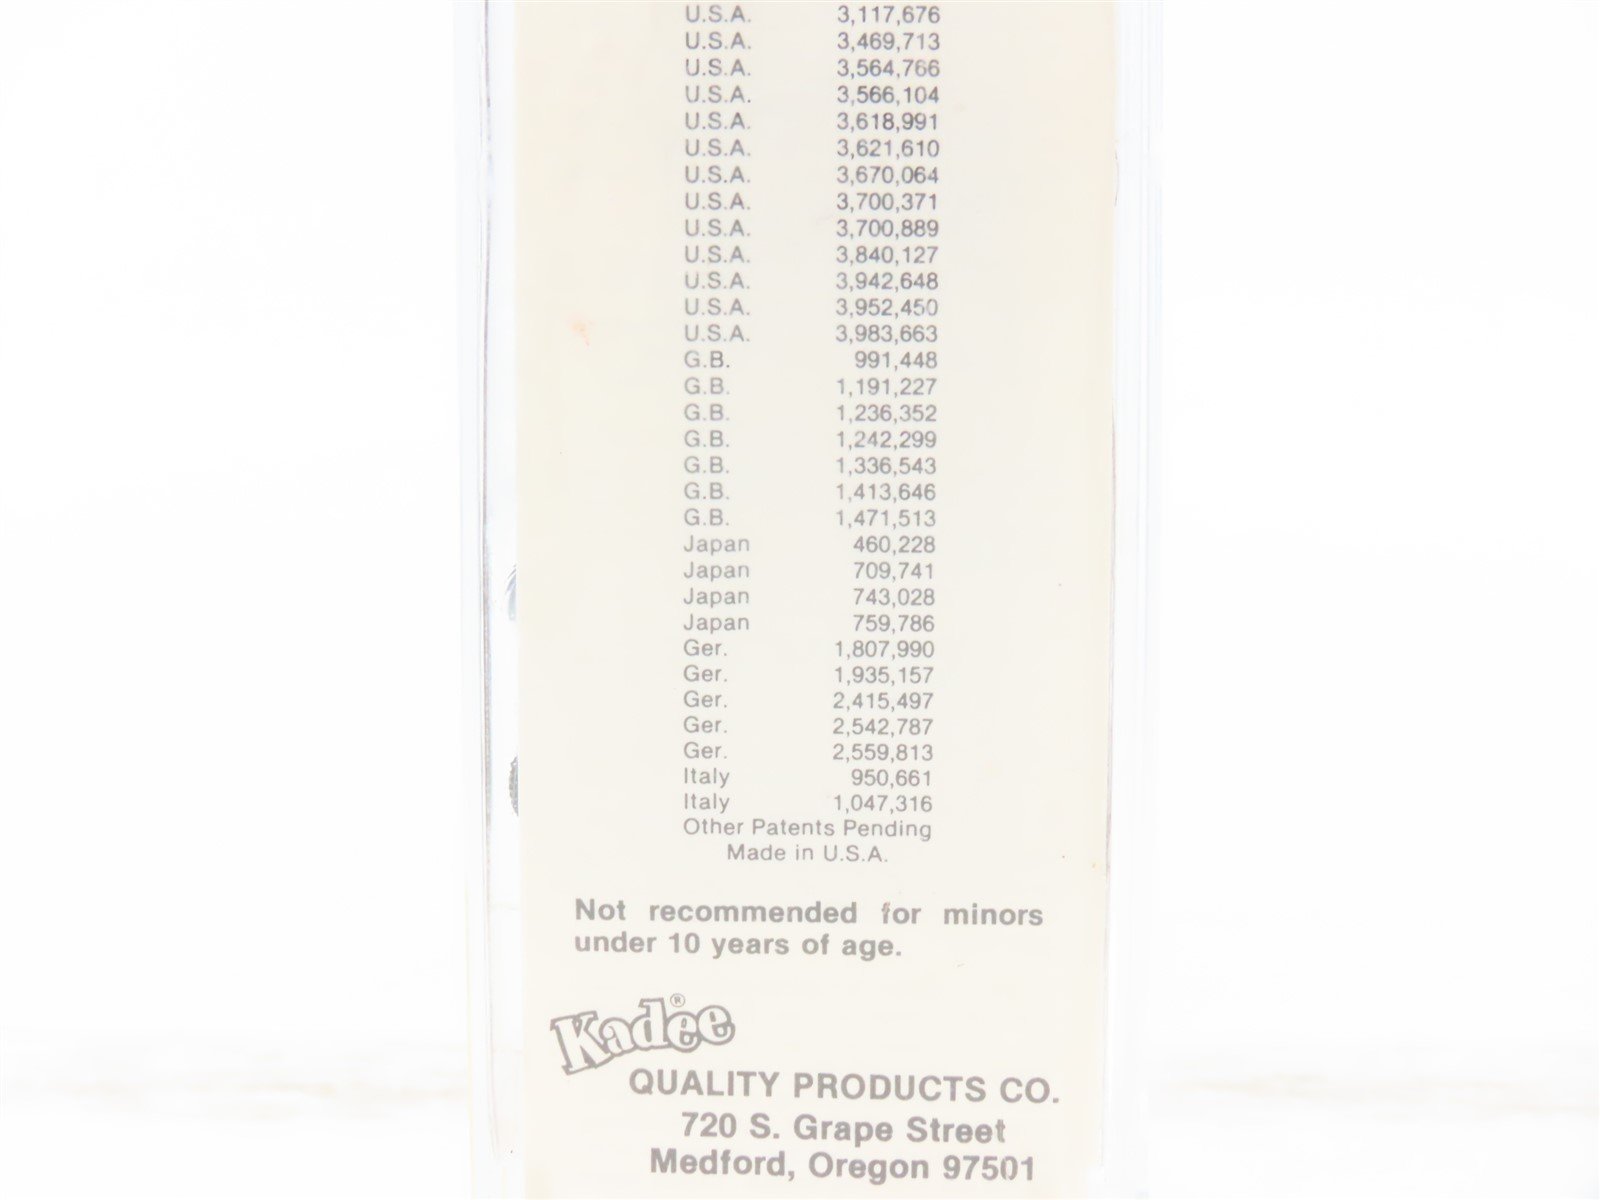 U.S.A. 3,117,676
U.S.A. 3,469,713
U.S.A. 3,564,766
U.S.A. 3,566,104
U.S.A. 3,618,991
U.S.A. 3,621,610
U.S.A. 3,670,064
U.S.A. 3,700,371
U.S.A. 3,700,889
U.S.A. 3,840,127
U.S.A. 3,942,648
U.S.A. 3,952,450
U.S.A. 3,983,663
G.B. 991,448
G.B. 1,191,227
G.B. 1,236,352
G.B. 1,242,299
G.B. 1,336,543
G.B. 1,413,646
G.B. 1,471,513
Japan 460,228
Japan 709,741
Japan 743,028
Japan 759,786
Ger. 1,807,990
Ger. 1,935,157
Ger. 2,415,497
Ger. 2,542,787
Ger. 2,559,813
Italy 950,661
Italy 1,047,316
Other Patents Pending
Made in U.S.A.
Not recommended for minors
under 10 years of age.
Kadee®
QUALITY PRODUCTS CO.
720 S. Grape Street
Medford, Oregon 97501